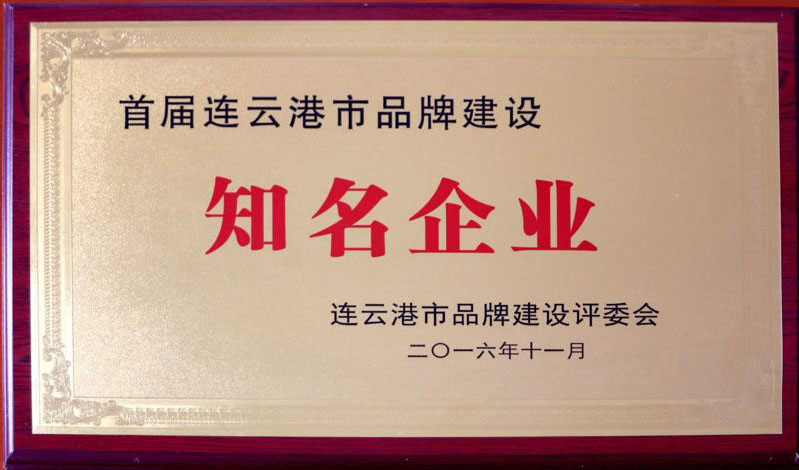 首届连云港市品牌建设
知名企业
连云港市品牌建设评委会
二〇一六年十一月